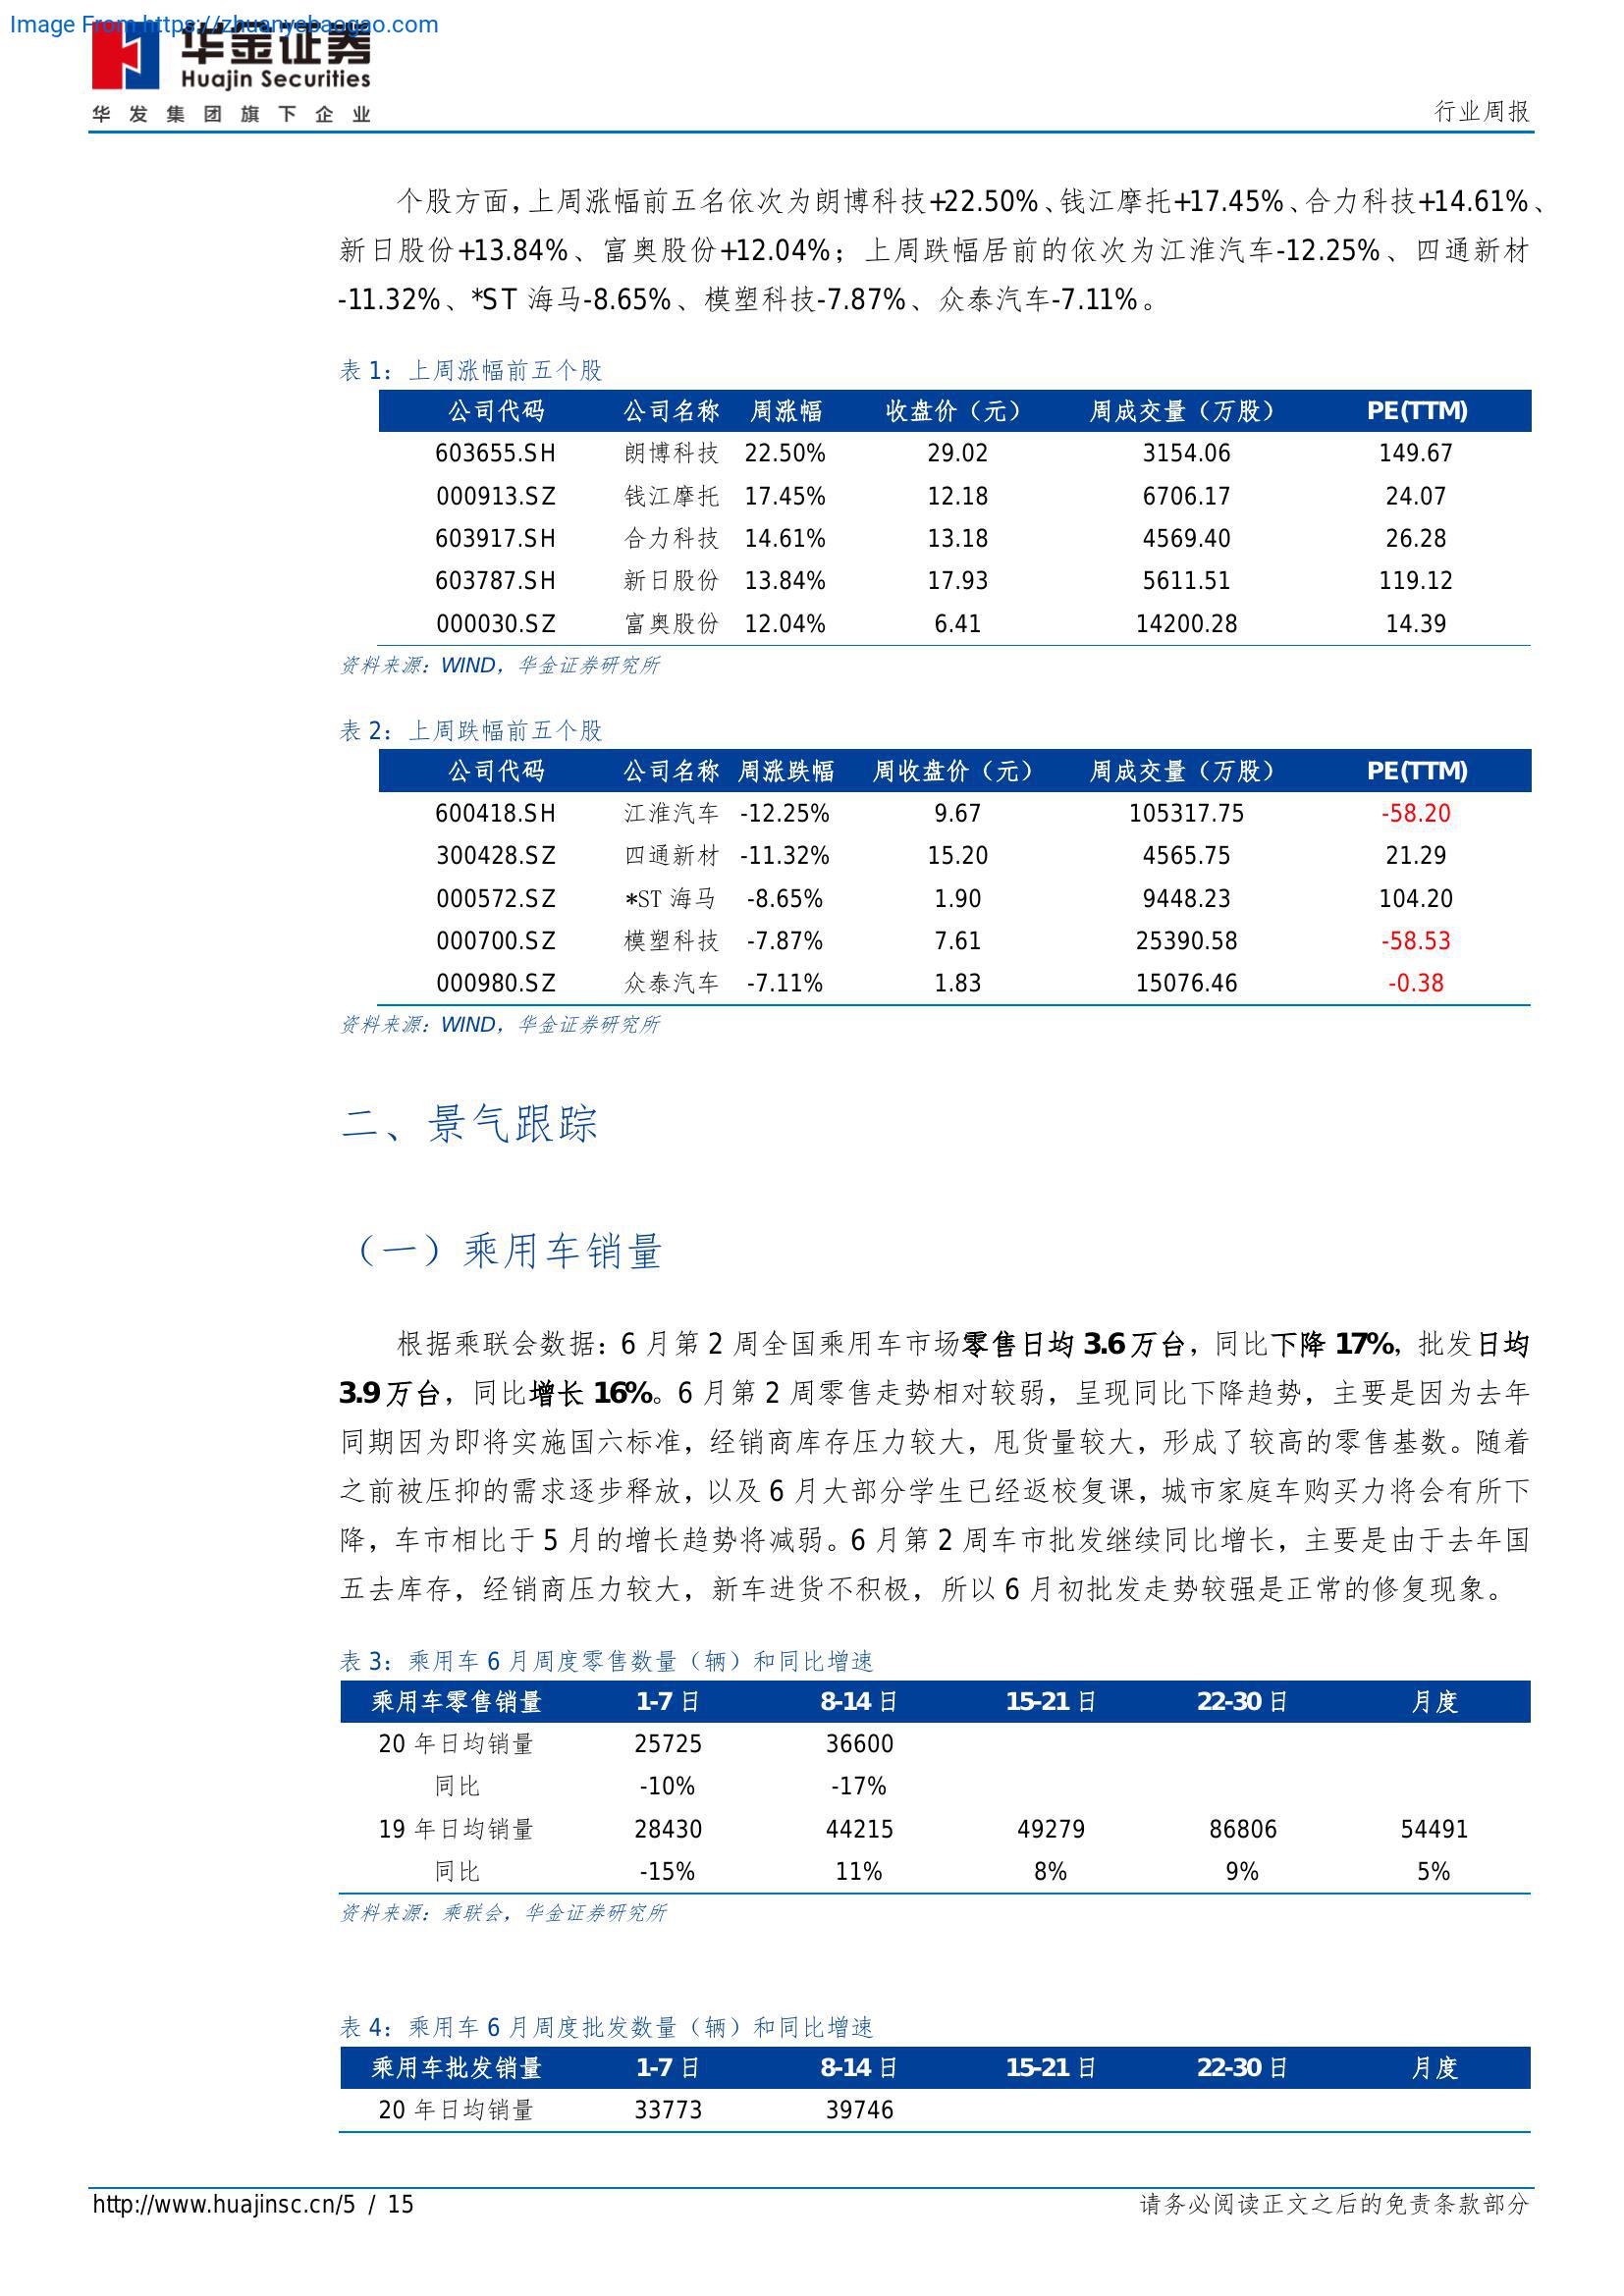 Image From https://zhuanyebaogao.com
华金证券
Huajin Securities
华发集团旗下企业
行业周报
个股方面，上周涨幅前五名依次为朗博科技+22.50%、钱江摩托+17.45%、合力科技+14.61%、
新日股份+13.84%、富奥股份+12.04%；上周跌幅居前的依次为江淮汽车-12.25%、四通新材
-11.32%、*ST 海马-8.65%、模塑科技-7.87%、众泰汽车-7.11%。
表 1：上周涨幅前五个股
公司代码 公司名称 周涨幅 收盘价（元） 周成交量（万股） PE(TTM)
603655.SH 朗博科技 22.50% 29.02 3154.06 149.67
000913.SZ 钱江摩托 17.45% 12.18 6706.17 24.07
603917.SH 合力科技 14.61% 13.18 4569.40 26.28
603787.SH 新日股份 13.84% 17.93 5611.51 119.12
000030.SZ 富奥股份 12.04% 6.41 14200.28 14.39
资料来源：WIND，华金证券研究所
表 2：上周跌幅前五个股
公司代码 公司名称 周涨跌幅 周收盘价（元） 周成交量（万股） PE(TTM)
600418.SH 江淮汽车 -12.25% 9.67 105317.75 -58.20
300428.SZ 四通新材 -11.32% 15.20 4565.75 21.29
000572.SZ *ST 海马 -8.65% 1.90 9448.23 104.20
000700.SZ 模塑科技 -7.87% 7.61 25390.58 -58.53
000980.SZ 众泰汽车 -7.11% 1.83 15076.46 -0.38
资料来源：WIND，华金证券研究所
二、景气跟踪
（一）乘用车销量
根据乘联会数据：6 月第 2 周全国乘用车市场零售日均 3.6 万台，同比下降 17%，批发日均
3.9 万台，同比增长 16%。6 月第 2 周零售走势相对较弱，呈现同比下降趋势，主要是因为去年
同期因为即将实施国六标准，经销商库存压力较大，甩货量较大，形成了较高的零售基数。随着
之前被压抑的需求逐步释放，以及 6 月大部分学生已经返校复课，城市家庭车购买力将会有所下
降，车市相比于 5 月的增长趋势将减弱。6 月第 2 周车市批发继续同比增长，主要是由于去年国
五去库存，经销商压力较大，新车进货不积极，所以 6 月初批发走势较强是正常的修复现象。
表 3：乘用车 6 月周度零售数量（辆）和同比增速
乘用车零售销量 1-7 日 8-14 日 15-21 日 22-30 日 月度
20 年日均销量 25725 36600
同比 -10% -17%
19 年日均销量 28430 44215 49279 86806 54491
同比 -15% 11% 8% 9% 5%
资料来源：乘联会，华金证券研究所
表 4：乘用车 6 月周度批发数量（辆）和同比增速
乘用车批发销量 1-7 日 8-14 日 15-21 日 22-30 日 月度
20 年日均销量 33773 39746
http://www.huajinsc.cn/5 / 15
请务必阅读正文之后的免责条款部分